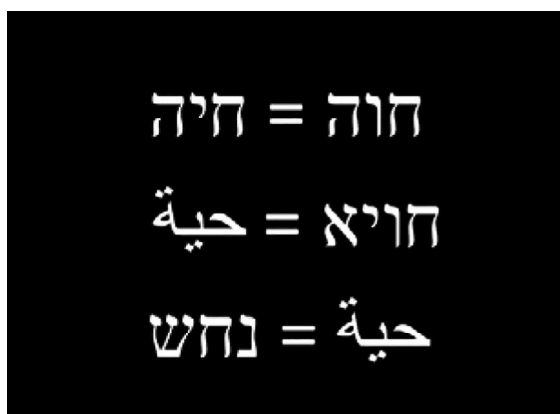 חוה = חיה
חויא = حية
حية = נחש